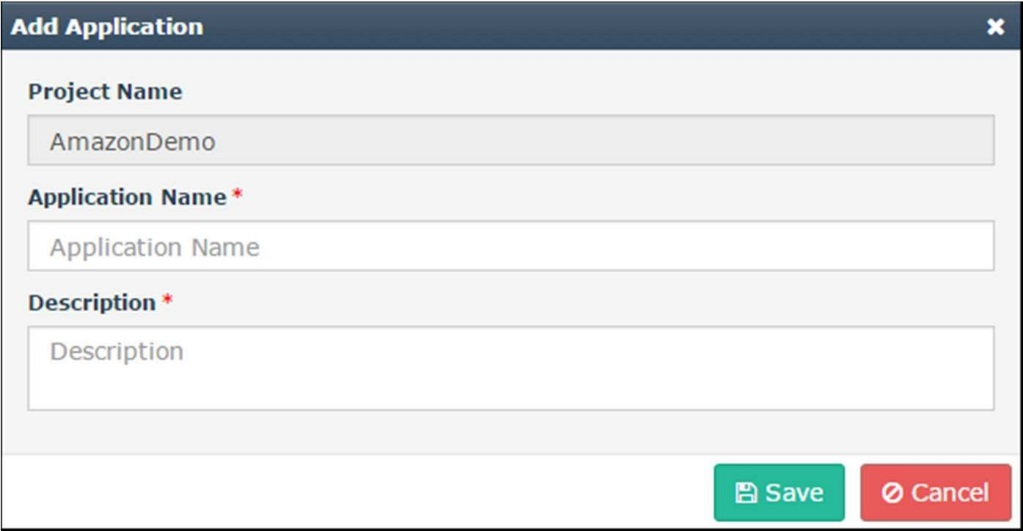 Add Application
Project Name
AmazonDemo
Application Name *
Application Name
Description *
Description
Save Cancel